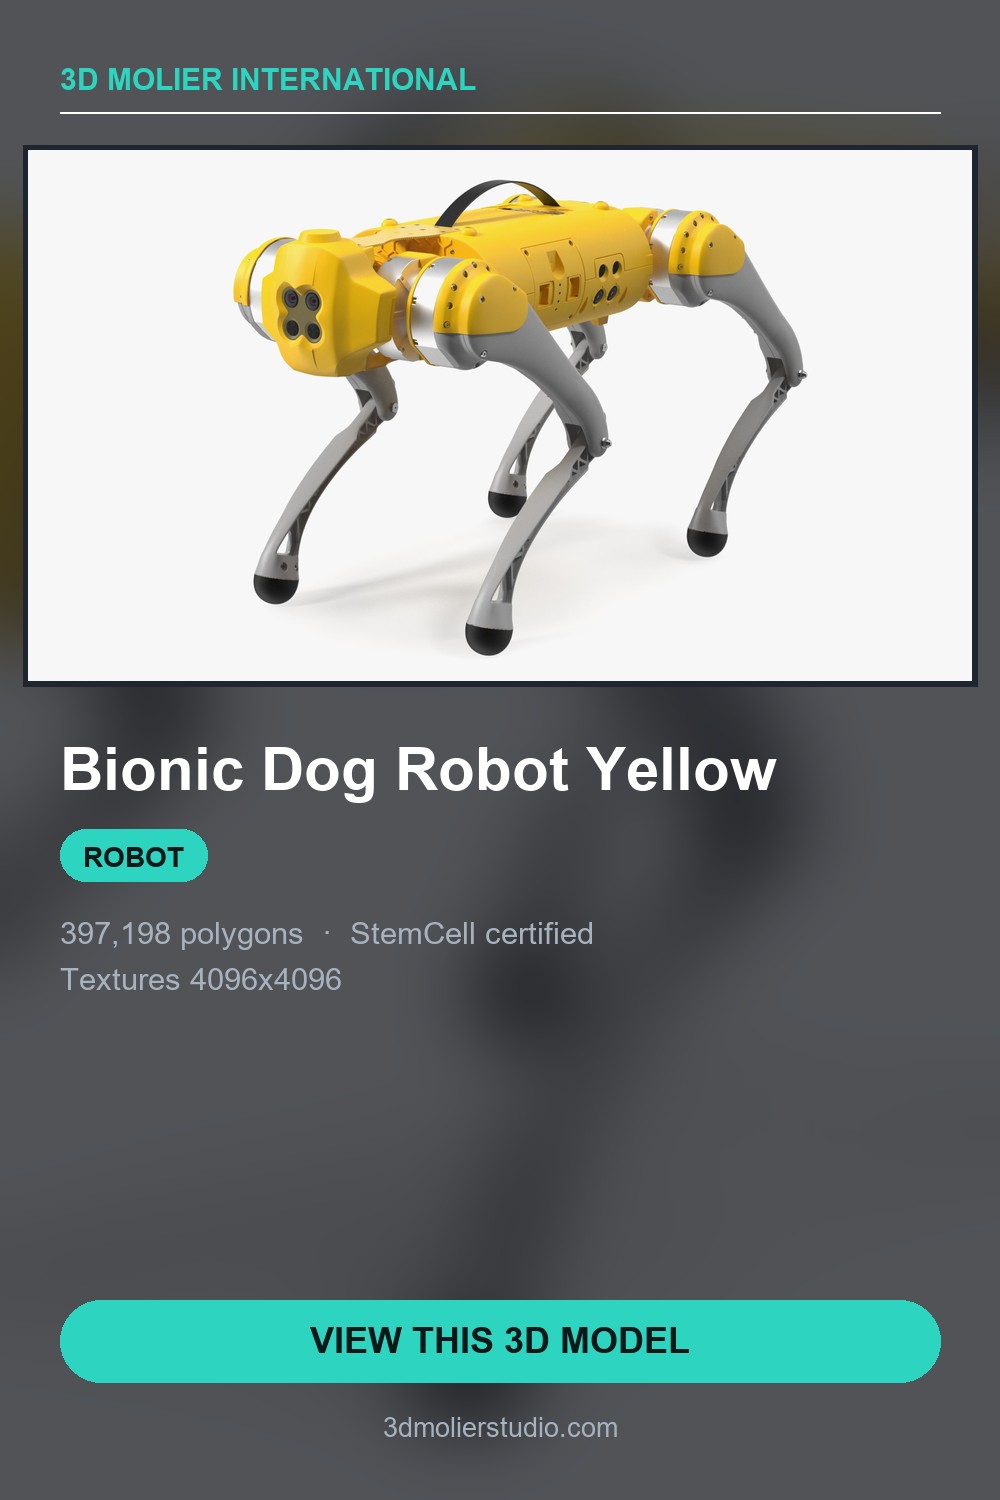 3D MOLIER INTERNATIONAL
Bionic Dog Robot Yellow
ROBOT
397,198 polygons · StemCell certified
Textures 4096x4096
VIEW THIS 3D MODEL
3dmolierstudio.com